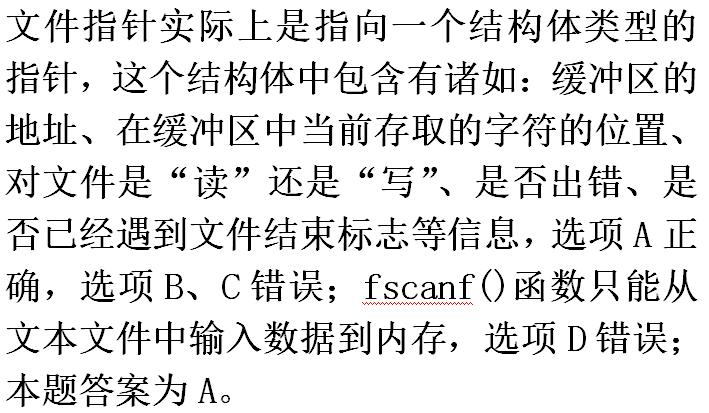 文件指针实际上是指向一个结构体类型的
指针，这个结构体中包含有诸如：缓冲区的
地址、在缓冲区中当前存取的字符的位置、
对文件是“读”还是“写”、是否出错、是
否已经遇到文件结束标志等信息，选项 A 正
确，选项 B、C 错误；fscanf()函数只能从
文本文件中输入数据到内存，选项 D 错误；
本题答案为 A。